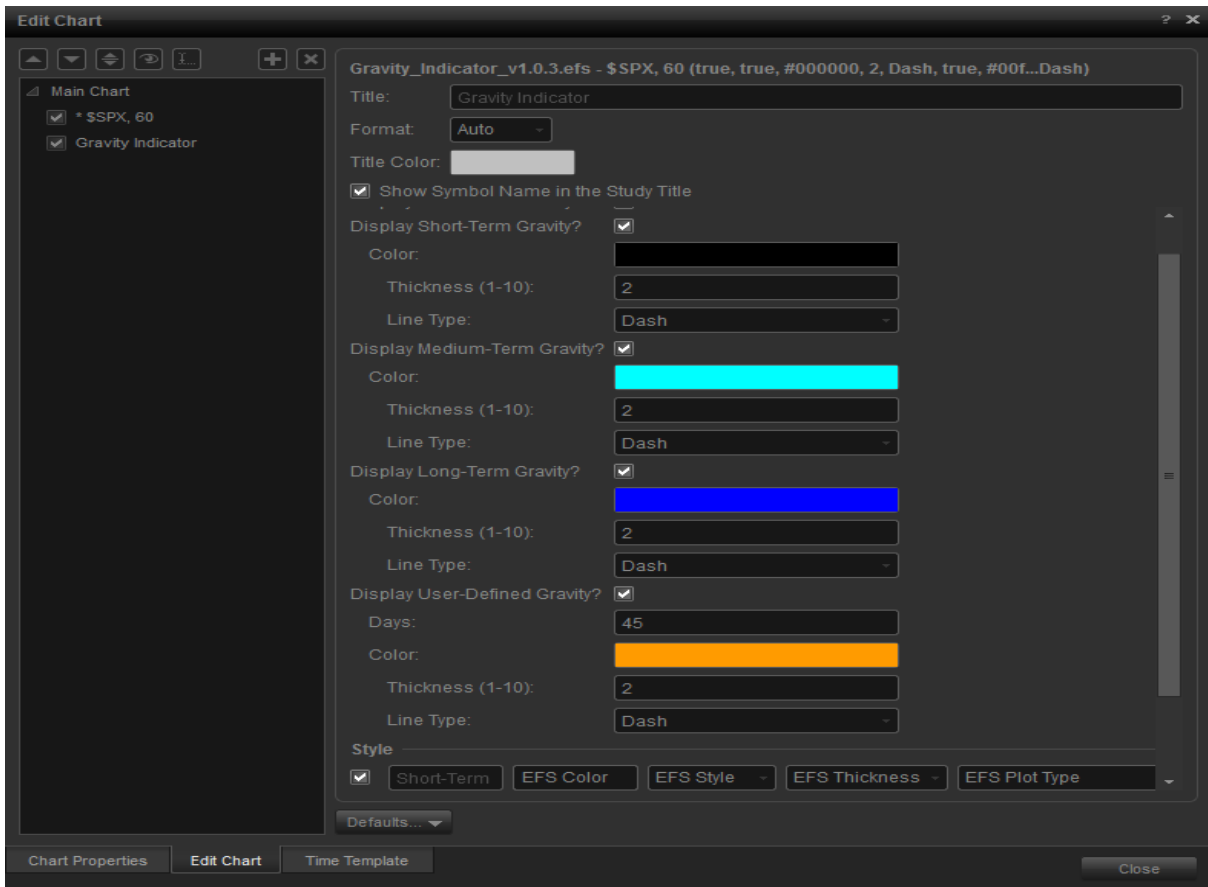 Edit Chart
Gravity_Indicator_v1.0.3.efs - $SPX, 60 (true, true, #000000, 2, Dash, true, #00f...Dash)
Main Chart
* $SPX, 60
Gravity Indicator
Title: Gravity Indicator
Format: Auto
Title Color:
Show Symbol Name in the Study Title
Display Short-Term Gravity?
Color:
Thickness (1-10): 2
Line Type: Dash
Display Medium-Term Gravity?
Color:
Thickness (1-10): 2
Line Type: Dash
Display Long-Term Gravity?
Color:
Thickness (1-10): 2
Line Type: Dash
Display User-Defined Gravity?
Days: 45
Color:
Thickness (1-10): 2
Line Type: Dash
Style
Short-Term EFS Color EFS Style EFS Thickness EFS Plot Type
Defaults...
Chart Properties Edit Chart Time Template
Close